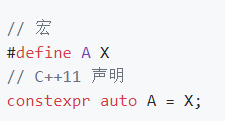 // 宏
#define A X
// C++11 声明
constexpr auto A = X;